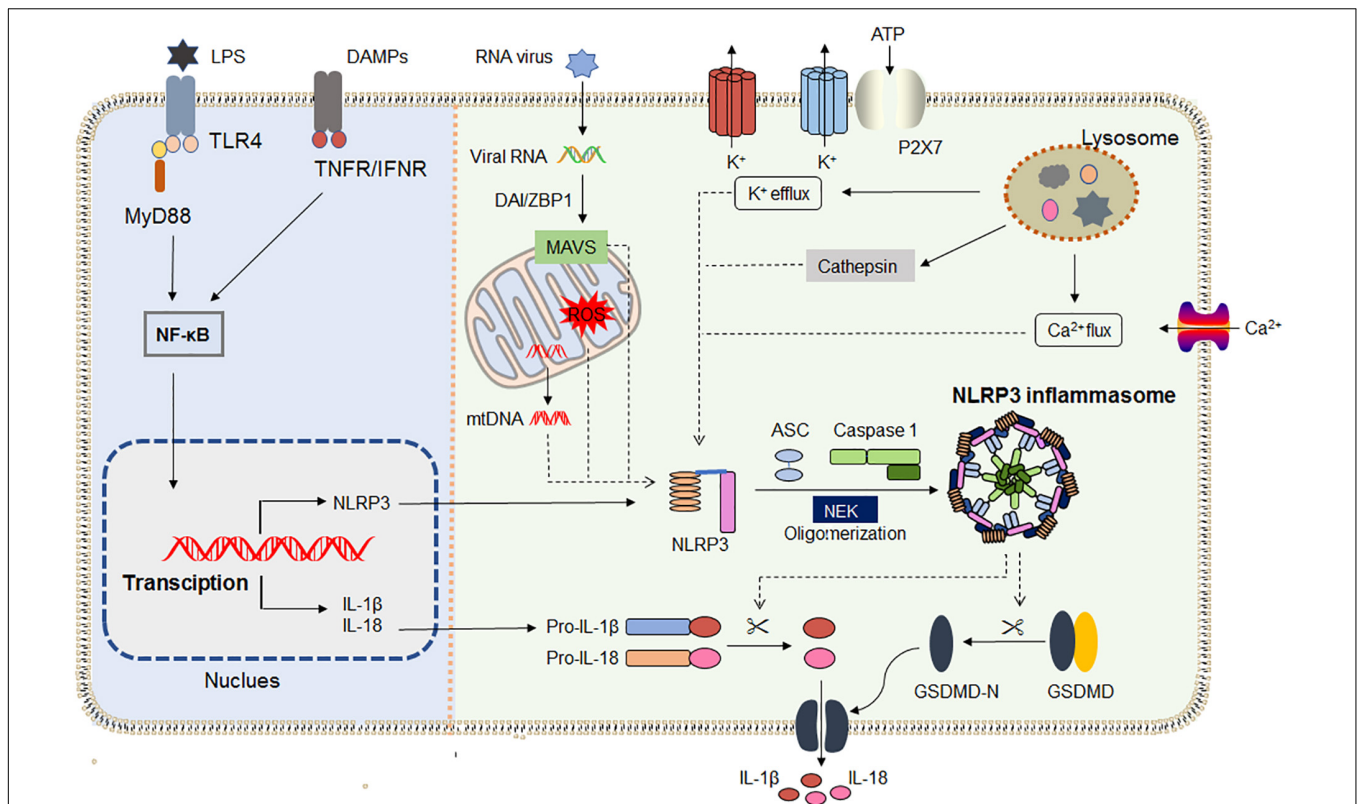 LPS
DAMPs
RNA virus
ATP
TLR4
TNFR/IFNR
MyD88
Viral RNA
DAI/ZBP1
MAVS
ROS
mtDNA
K⁺
K⁺
P2X7
Lysosome
K⁺ efflux
Cathepsin
Ca²⁺ flux
Ca²⁺
NF-κB
NLRP3
Transciption
IL-1β
IL-18
Nuclues
NLRP3
ASC
Caspase 1
NEK
Oligomerization
NLRP3 inflammasome
Pro-IL-1β
Pro-IL-18
GSDMD-N
GSDMD
IL-1β
IL-18